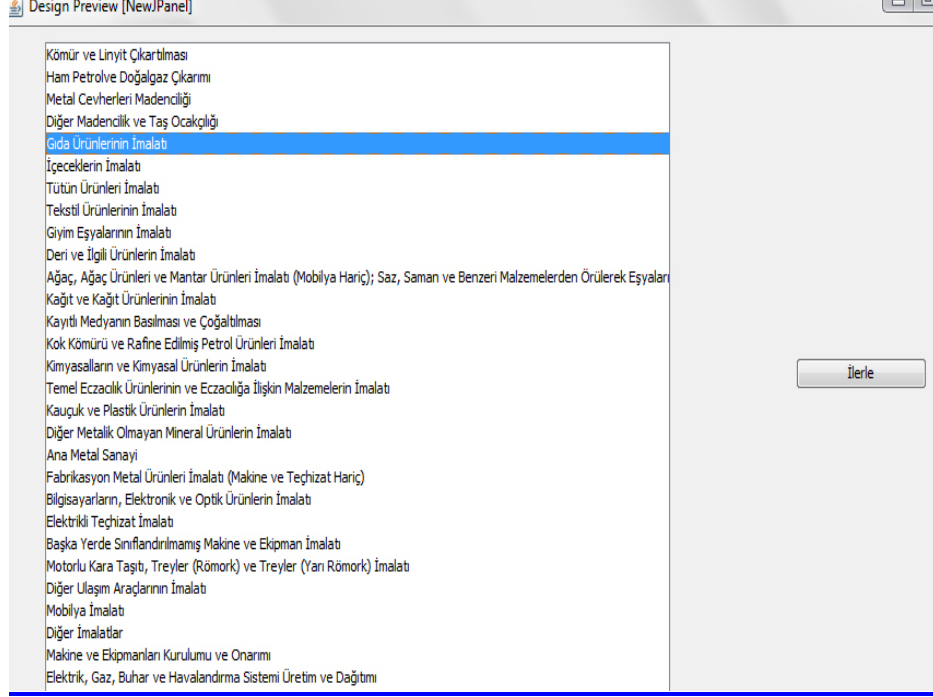 Design Preview [NewJPanel]
Kömür ve Linyit Çıkartılması
Ham Petrolve Doğalgaz Çıkarımı
Metal Cevherleri Madenciliği
Diğer Madencilik ve Taş Ocakçılığı
Gıda Ürünlerinin İmalatı
İçeceklerin İmalatı
Tütün Ürünleri İmalatı
Tekstil Ürünlerinin İmalatı
Giyim Eşyalarının İmalatı
Deri ve İlgili Ürünlerin İmalatı
Ağaç, Ağaç Ürünleri ve Mantar Ürünleri İmalatı (Mobilya Hariç); Saz, Saman ve Benzeri Malzemelerden Örülerek Eşyaları
Kağıt ve Kağıt Ürünlerinin İmalatı
Kayıtlı Medyanın Basılması ve Çoğaltılması
Kok Kömürü ve Rafine Edilmiş Petrol Ürünleri İmalatı
Kimyasalların ve Kimyasal Ürünlerin İmalatı
İlerle
Temel Eczacılık Ürünlerinin ve Eczacılığa İlişkin Malzemelerin İmalatı
Kauçuk ve Plastik Ürünlerin İmalatı
Diğer Metalik Olmayan Mineral Ürünlerin İmalatı
Ana Metal Sanayi
Fabrikasyon Metal Ürünleri İmalatı (Makine ve Teçhizat Hariç)
Bilgisayarların, Elektronik ve Optik Ürünlerin İmalatı
Elektrikli Teçhizat İmalatı
Başka Yerde Sınıflandırılmamış Makine ve Ekipman İmalatı
Motorlu Kara Taşıtı, Treyler (Römork) ve Treyler (Yarı Römork) İmalatı
Diğer Ulaşım Araçlarının İmalatı
Mobilya İmalatı
Diğer İmalatlar
Makine ve Ekipmanları Kurulumu ve Onarımı
Elektrik, Gaz, Buhar ve Havalandırma Sistemi Üretim ve Dağıtımı